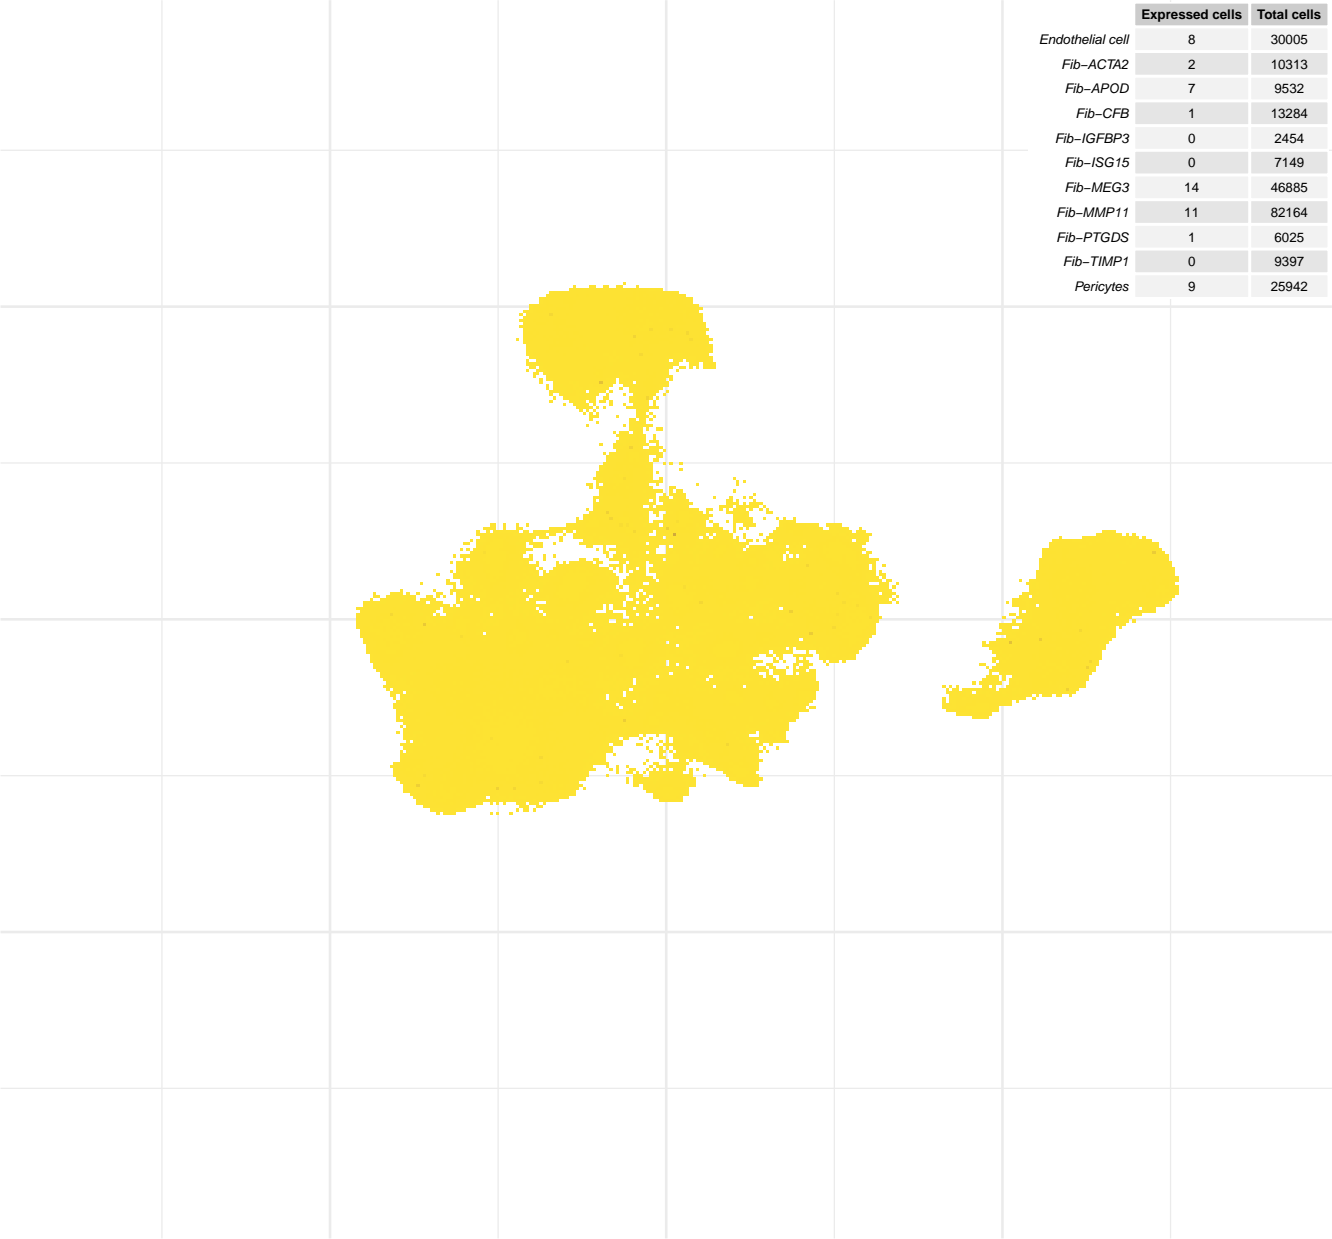 Expressed cells Total cells
Endothelial cell 8 30005
Fib−ACTA2 2 10313
Fib−APOD 7 9532
Fib−CFB 1 13284
Fib−IGFBP3 0 2454
Fib−ISG15 0 7149
Fib−MEG3 14 46885
Fib−MMP11 11 82164
Fib−PTGDS 1 6025
Fib−TIMP1 0 9397
Pericytes 9 25942